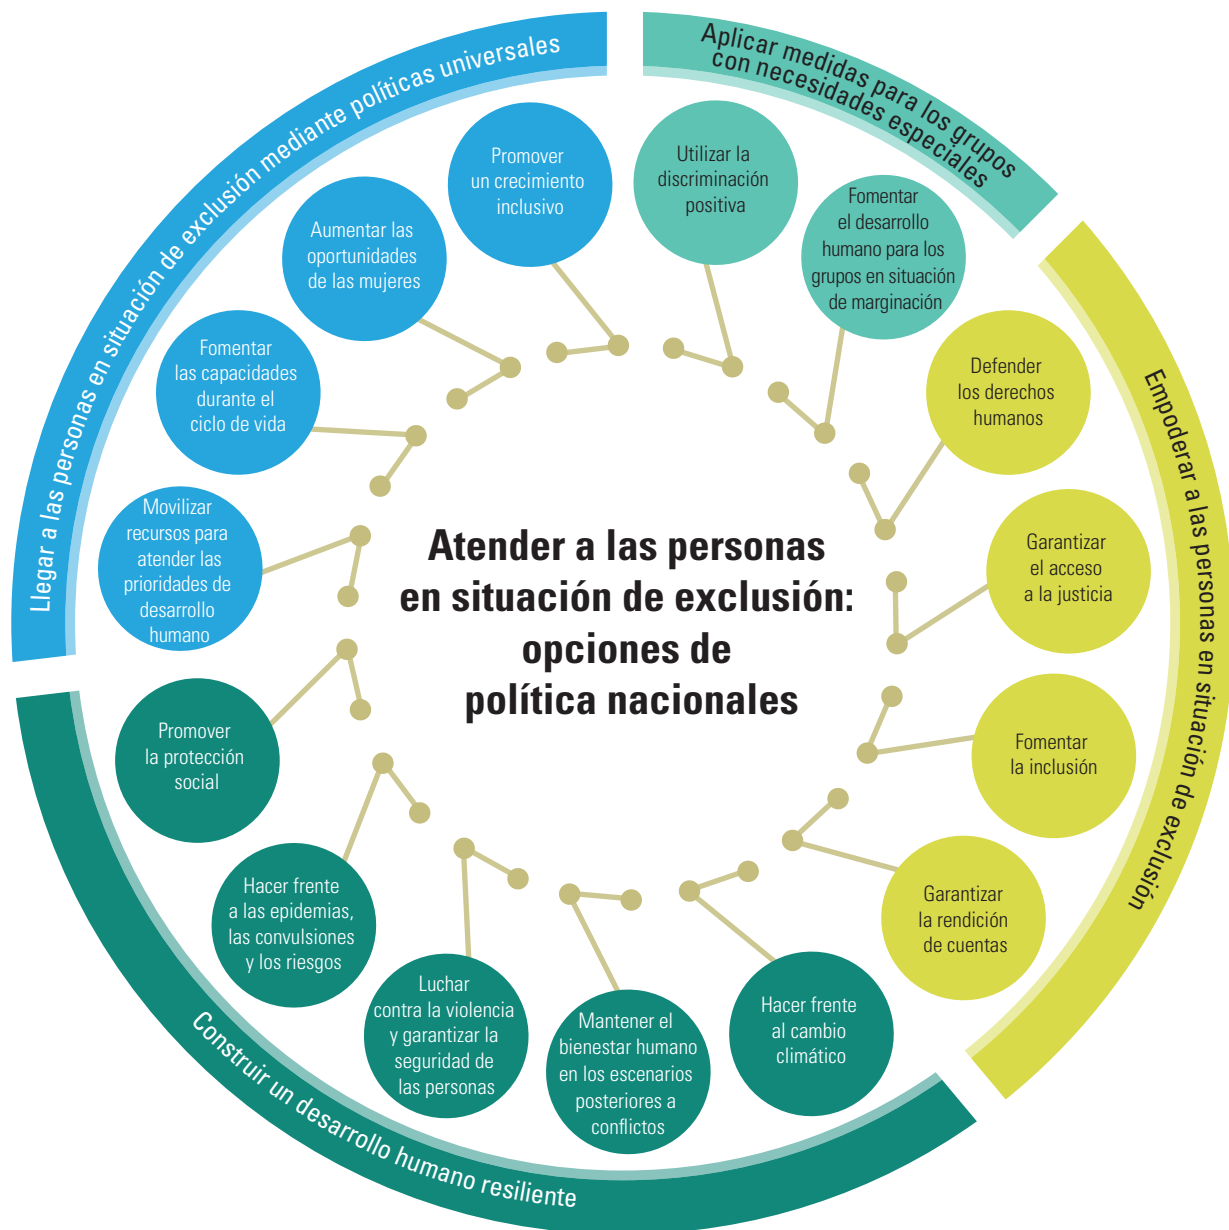 Atender a las personas
en situación de exclusión:
opciones de
política nacionales
Llegar a las personas en situación de exclusión mediante políticas universales
Promover
un crecimiento
inclusivo
Aumentar las
oportunidades
de las mujeres
Fomentar
las capacidades
durante el
ciclo de vida
Movilizar
recursos para
atender las
prioridades de
desarrollo
humano
Aplicar medidas para los grupos
con necesidades especiales
Utilizar la
discriminación
positiva
Fomentar
el desarrollo
humano para los
grupos en situación
de marginación
Empoderar a las personas en situación de exclusión
Defender
los derechos
humanos
Garantizar
el acceso
a la justicia
Fomentar
la inclusión
Garantizar
la rendición
de cuentas
Construir un desarrollo humano resiliente
Promover
la protección
social
Hacer frente
a las epidemias,
las convulsiones
y los riesgos
Luchar
contra la violencia
y garantizar la
seguridad de
las personas
Mantener el
bienestar humano
en los escenarios
posteriores a
conflictos
Hacer frente
al cambio
climático